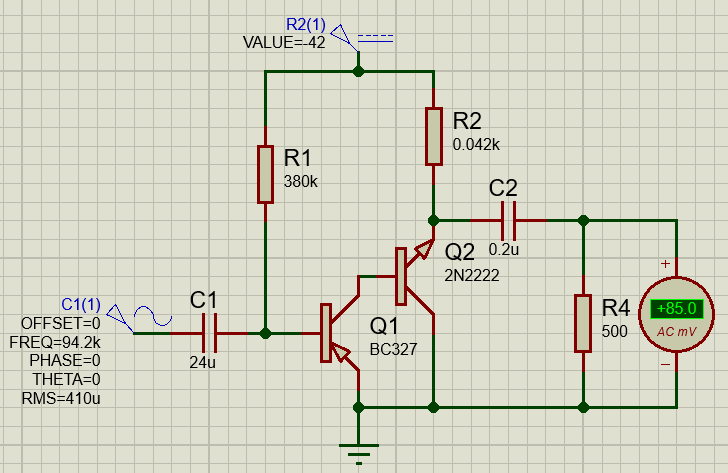 R2(1)
VALUE=-42
R2
0.042k
R1
380k
C2
0.2u
Q2
2N2222
C1(1)
OFFSET=0
FREQ=94.2k
PHASE=0
THETA=0
RMS=410u
C1
24u
Q1
BC327
R4
500
+
+85.0
AC mV
−